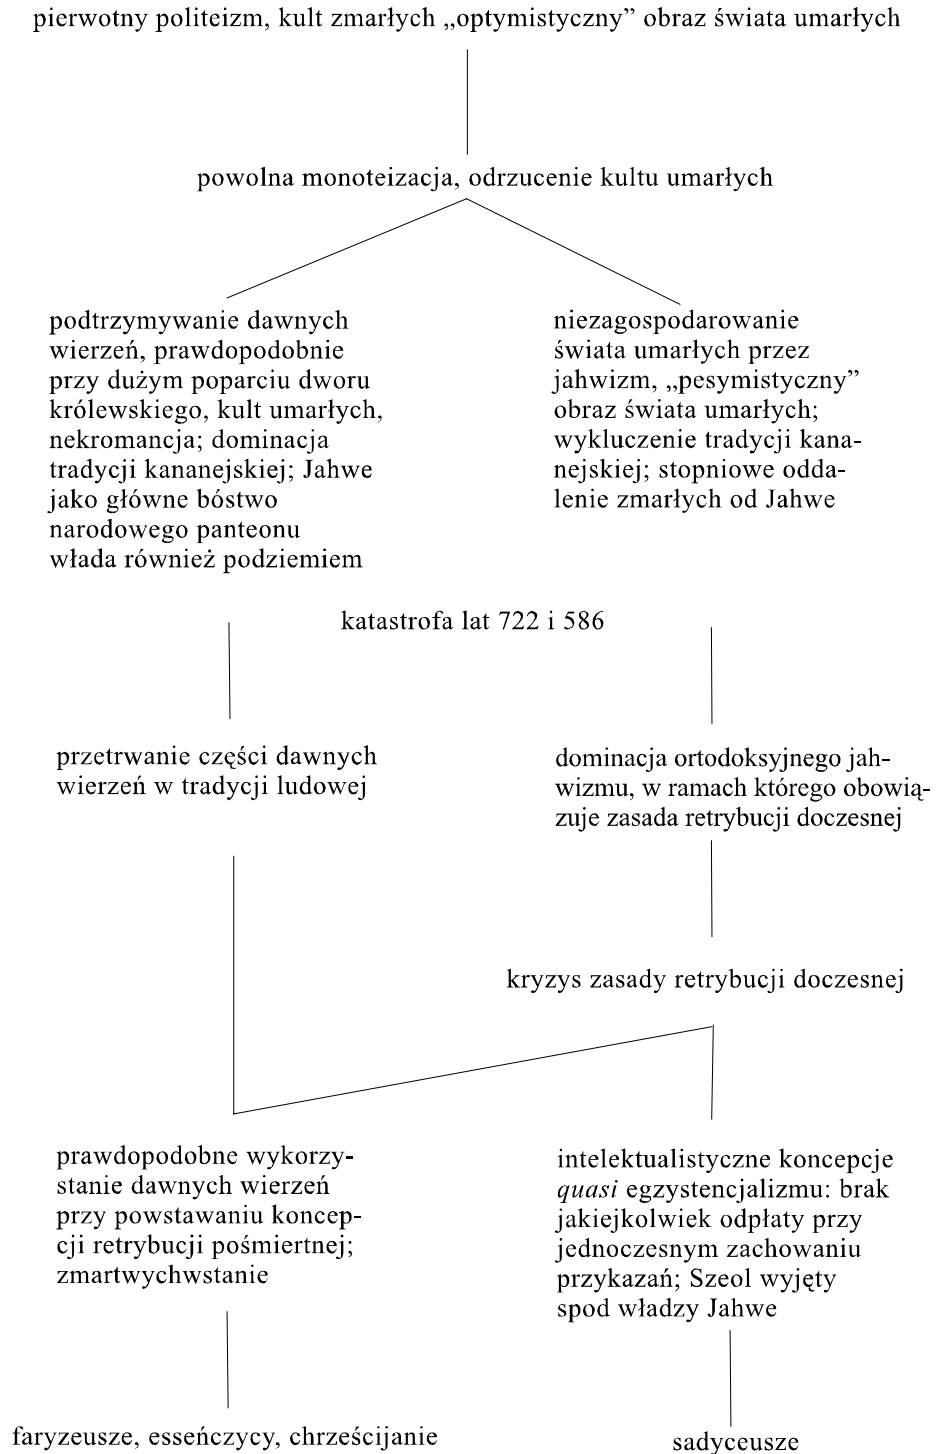 pierwotny politeizm, kult zmarłych „optymistyczny” obraz świata umarłych
powolna monoteizacja, odrzucenie kultu umarłych
podtrzymywanie dawnych
wierzeń, prawdopodobnie
przy dużym poparciu dworu
królewskiego, kult umarłych,
nekromancja; dominacja
tradycji kananejskiej; Jahwe
jako główne bóstwo
narodowego panteonu
włada również podziemiem
niezagospodarowanie
świata umarłych przez
jahwizm, „pesymistyczny”
obraz świata umarłych;
wykluczenie tradycji kana-
nejskiej; stopniowe odda-
lenie zmarłych od Jahwe
katastrofa lat 722 i 586
przetrwanie części dawnych
wierzeń w tradycji ludowej
dominacja ortodoksyjnego jah-
wizmu, w ramach którego obowią-
zuje zasada retrybucji doczesnej
kryzys zasady retrybucji doczesnej
prawdopodobne wykorzy-
stanie dawnych wierzeń
przy powstawaniu koncep-
cji retrybucji pośmiertnej;
zmartwychwstanie
intelektualistyczne koncepcje
quasi egzystencjalizmu: brak
jakiejkolwiek odpłaty przy
jednoczesnym zachowaniu
przykazań; Szeol wyjęty
spod władzy Jahwe
faryzeusze, esseńczycy, chrześcijanie
sadyceusze